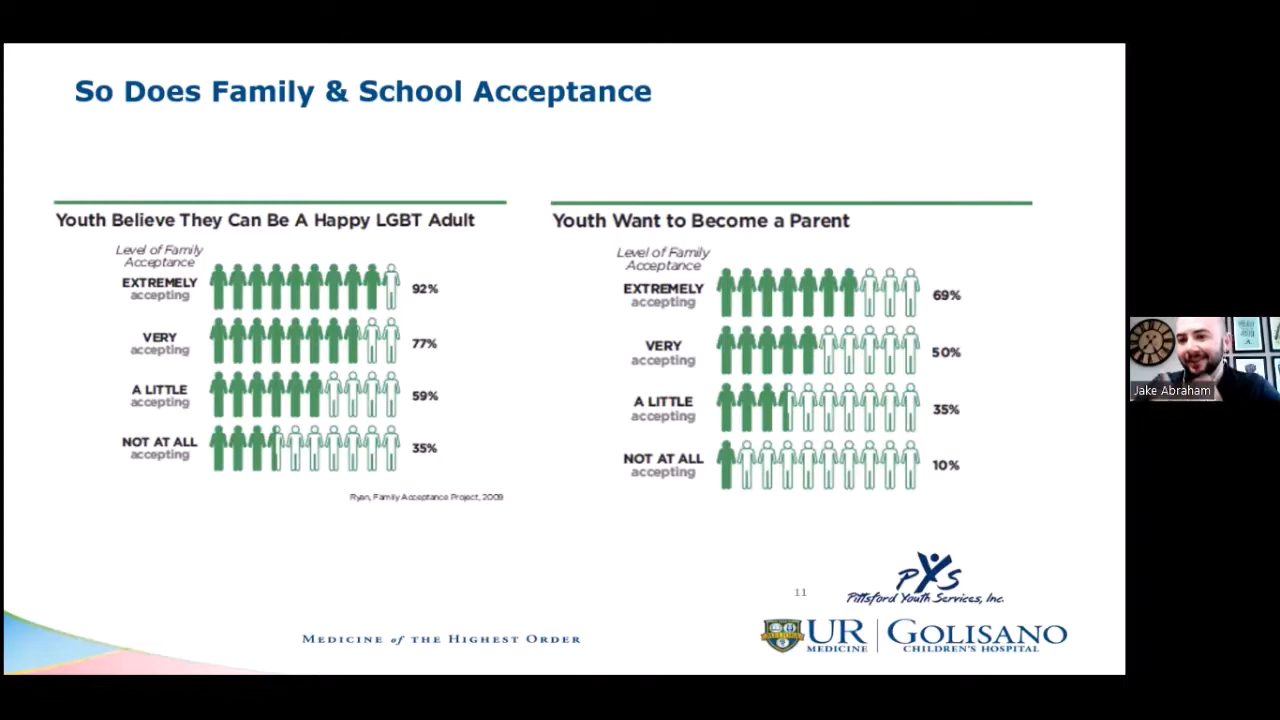 So Does Family & School Acceptance
Youth Believe They Can Be A Happy LGBT Adult
Level of Family
Acceptance
EXTREMELY
accepting
92%
VERY
accepting
77%
A LITTLE
accepting
59%
NOT AT ALL
accepting
35%
Ryan, Family Acceptance Project, 2009
Youth Want to Become a Parent
Level of Family
Acceptance
EXTREMELY
accepting
69%
VERY
accepting
50%
A LITTLE
accepting
35%
NOT AT ALL
accepting
10%
Jake Abraham
11
PYS
Pittsford Youth Services, Inc.
MEDICINE of THE HIGHEST ORDER
UR
MEDICINE
GOLISANO
CHILDREN'S HOSPITAL